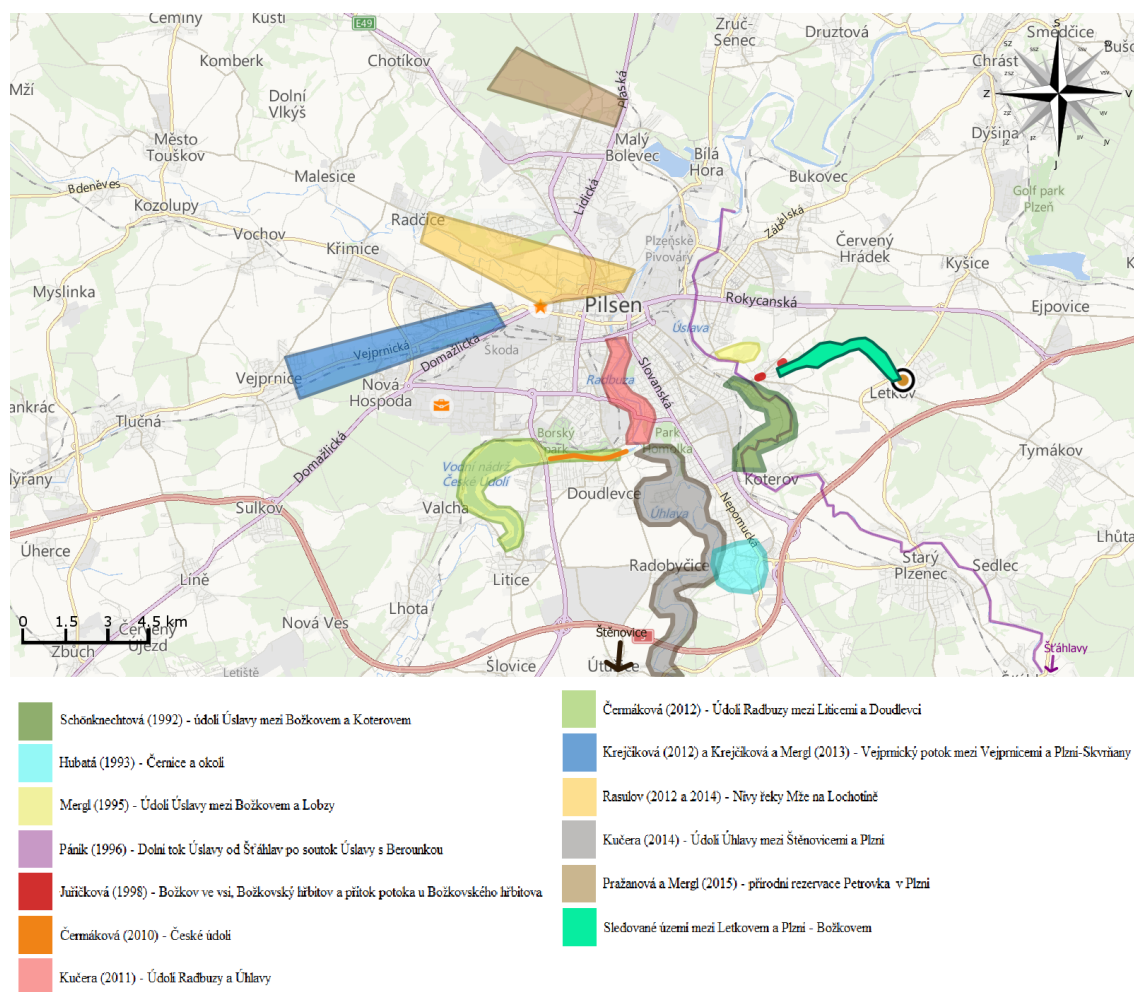 Čeminy
Kůští
E49
Zruč-
Senec
Druztová
Smědčice
S
Komberk
Chotíkov
Plaská
Chrást
Mží
Dolní
Vlkýš
Z
V
Město
Touškov
Malý
Bolevec
Bílá
Hora
Dýšina
J
Bdeněves
Malesice
Bukovec
Golf park
Plzeň
Kozolupy
Radčice
Lidická
Zábělská
Vochov
Křimice
Plzeňské
Pivováry
Červený
Hrádek
Kyšice
Myslinka
Pilsen
Rokycanská
Ejpovice
Vejprnická
Domažlická
Škoda
Úslava
Vejprnice
Nová
Hospoda
Radbuza
Slovanská
Letkov
ankrác
Tlučná
Borský
park
Park
Homolka
Tymákov
Domažlická
Vodní nádrž
České Údolí
Koterov
Nýrany
Sulkov
Valcha
Doudlevce
Úhlava
Nepomucká
Úherce
Líně
Litice
Radobyčice
Starý
Plzenec
Sedlec
Lhůta
0 1.5 3 4.5 km
Lhota
Červený
Újezd
Zbůch
Nová Ves
Štěnovice
Šťáhlavy
Letiště
Šlovice
Útušice
Schönknechtová (1992) - údolí Úslavy mezi Božkovem a Koterovem
Hubatá (1993) - Černice a okolí
Mergl (1995) - Údolí Úslavy mezi Božkovem a Lobzy
Pánik (1996) - Dolní tok Úslavy od Šťáhlav po soutok Úslavy s Berounkou
Juřičková (1998) - Božkov ve vsi, Božkovský hřbitov a přítok potoka u Božkovského hřbitova
Čermáková (2010) - České údolí
Kučera (2011) - Údolí Radbuzy a Úhlavy
Čermáková (2012) - Údolí Radbuzy mezi Liticemi a Doudlevci
Krejčíková (2012) a Krejčíková a Mergl (2013) - Vejprnický potok mezi Vejprnicemi a Plzní-Skvrňany
Rasulov (2012 a 2014) - Nivy řeky Mže na Lochotíně
Kučera (2014) - Údolí Úhlavy mezi Štěnovicemi a Plzní
Pražanová a Mergl (2015) - přírodní rezervace Petrovka v Plzni
Sledované území mezi Letkovem a Plzní - Božkovem